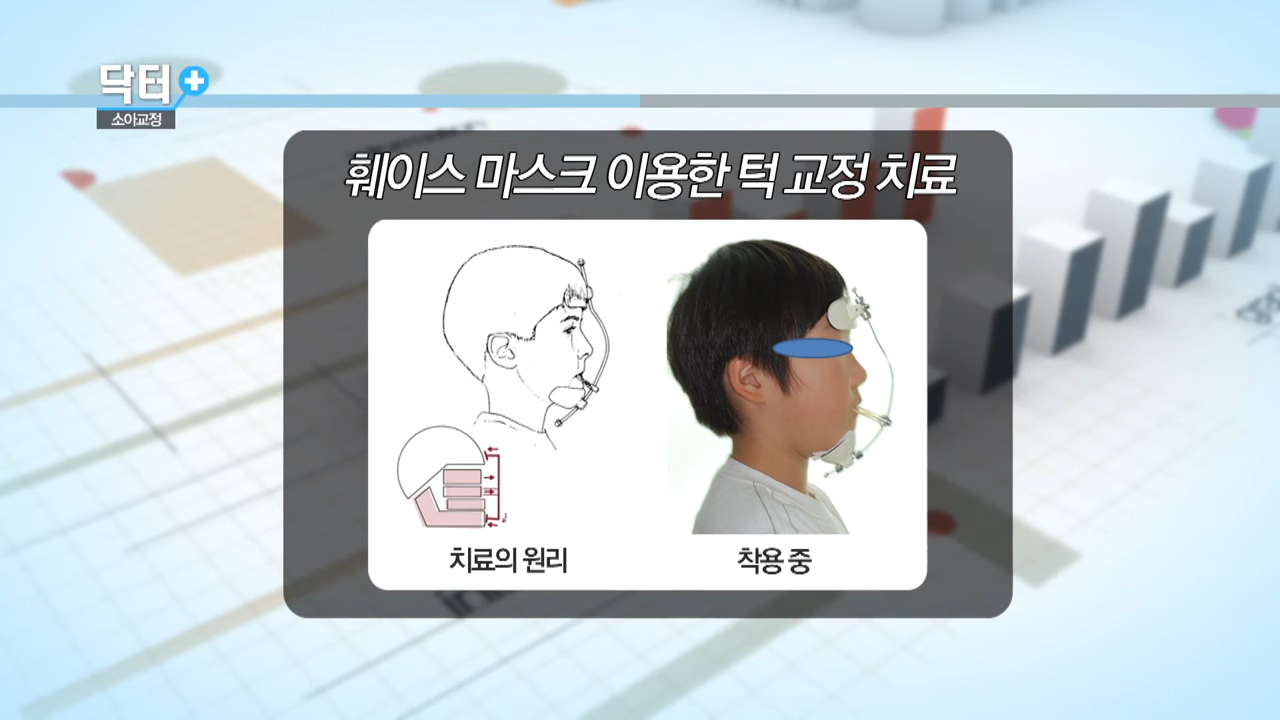 닥터
소아교정
훼이스 마스크 이용한 턱 교정 치료
치료의 원리
착용 중